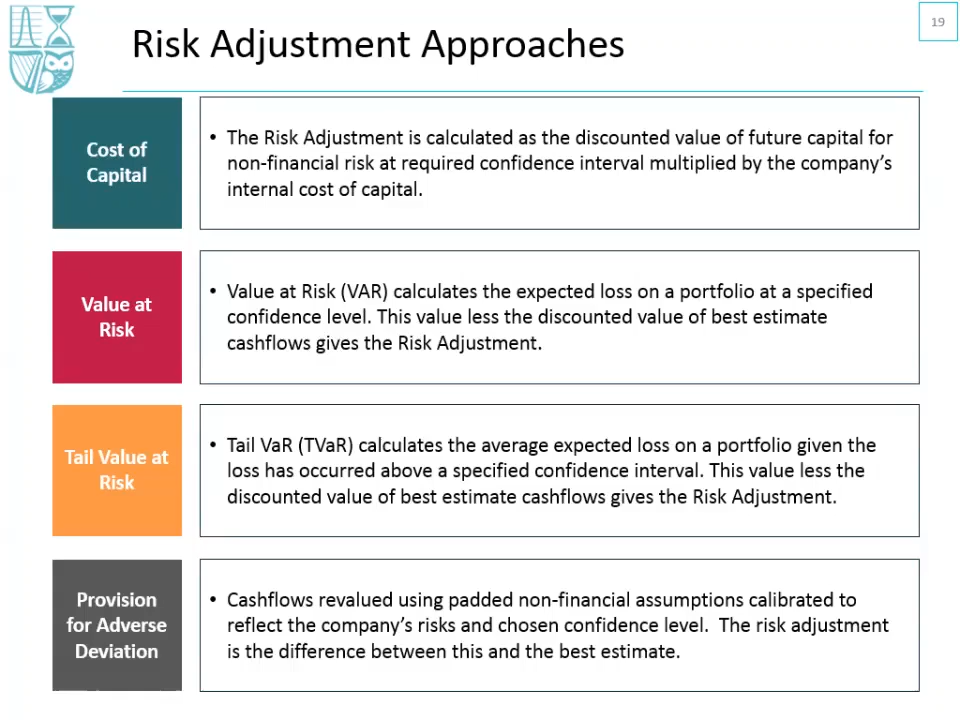 19
Risk Adjustment Approaches
Cost of
Capital
• The Risk Adjustment is calculated as the discounted value of future capital for
non-financial risk at required confidence interval multiplied by the company’s
internal cost of capital.
Value at
Risk
• Value at Risk (VAR) calculates the expected loss on a portfolio at a specified
confidence level. This value less the discounted value of best estimate
cashflows gives the Risk Adjustment.
Tail Value at
Risk
• Tail VaR (TVaR) calculates the average expected loss on a portfolio given the
loss has occurred above a specified confidence interval. This value less the
discounted value of best estimate cashflows gives the Risk Adjustment.
Provision
for Adverse
Deviation
• Cashflows revalued using padded non-financial assumptions calibrated to
reflect the company’s risks and chosen confidence level.  The risk adjustment
is the difference between this and the best estimate.